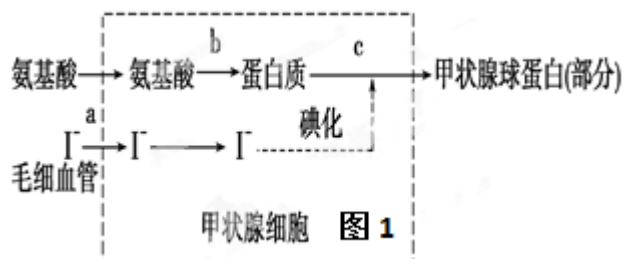 b c
氨基酸 氨基酸 蛋白质 甲状腺球蛋白(部分)
a 碘化
I⁻ I⁻ I⁻
毛细血管
甲状腺细胞 图 1